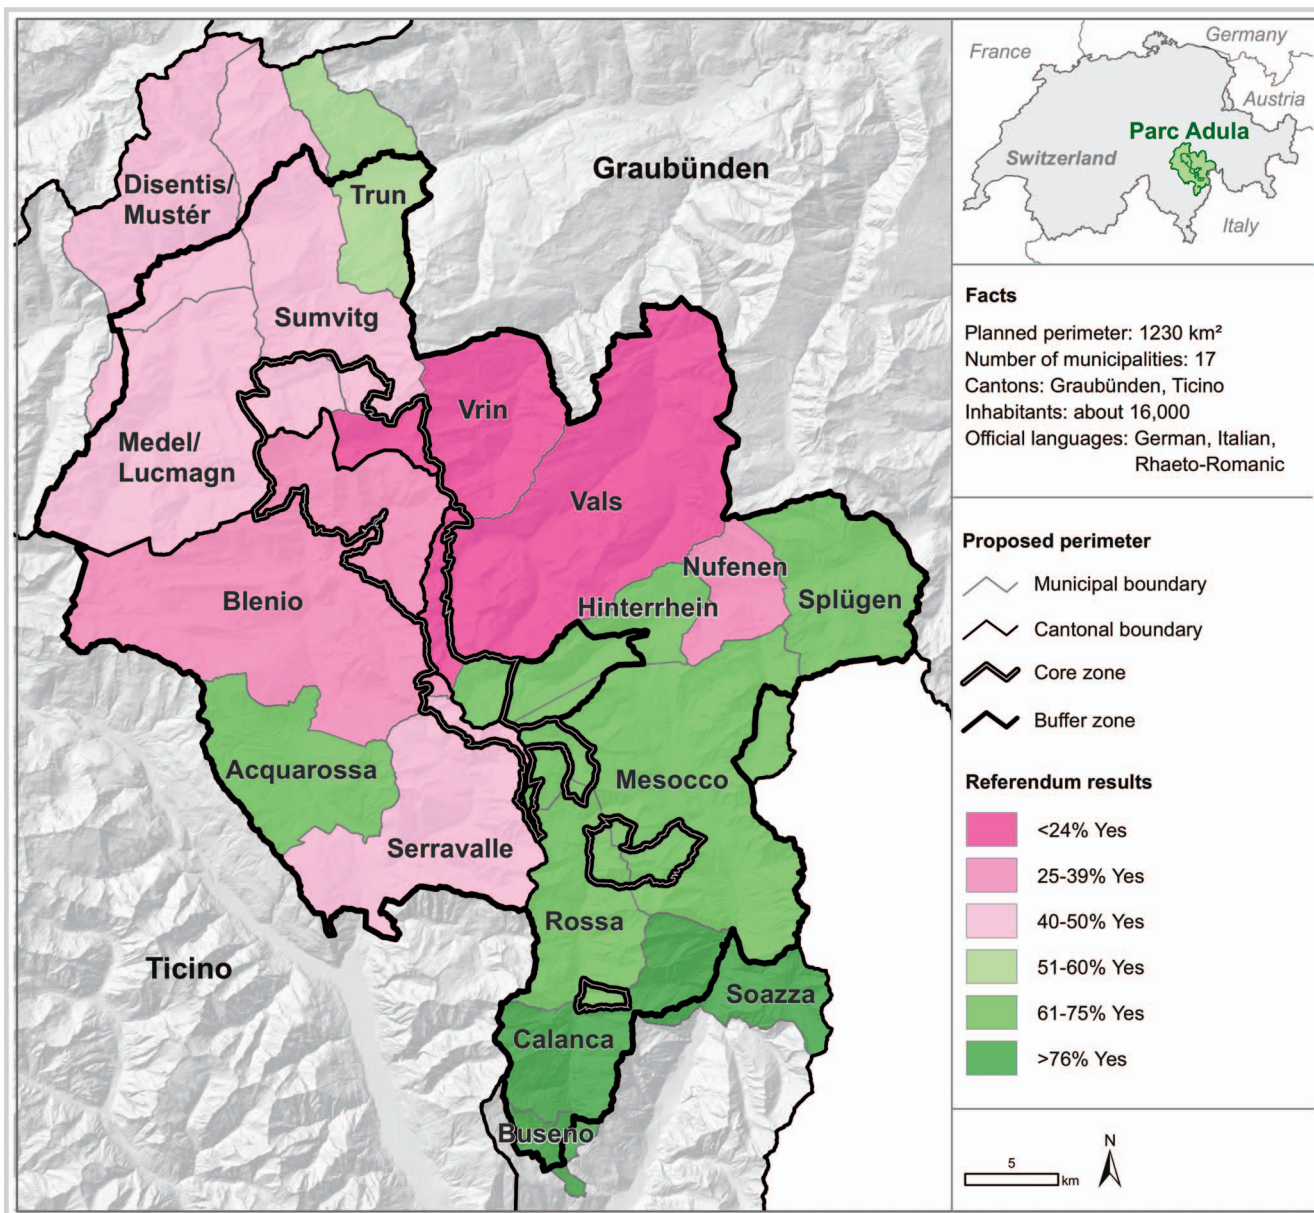 Disentis/
Mustér
Trun
Graubünden
Sumvitg
Vrin
Medel/
Lucmagn
Vals
Nufenen
Hinterrhein
Splügen
Blenio
Acquarossa
Mesocco
Serravalle
Rossa
Ticino
Soazza
Calanca
Buseno
France
Germany
Austria
Parc Adula
Switzerland
Italy
Facts
Planned perimeter: 1230 km²
Number of municipalities: 17
Cantons: Graubünden, Ticino
Inhabitants: about 16,000
Official languages: German, Italian,
Rhaeto-Romanic
Proposed perimeter
Municipal boundary
Cantonal boundary
Core zone
Buffer zone
Referendum results
<24% Yes
25-39% Yes
40-50% Yes
51-60% Yes
61-75% Yes
>76% Yes
5
km
N